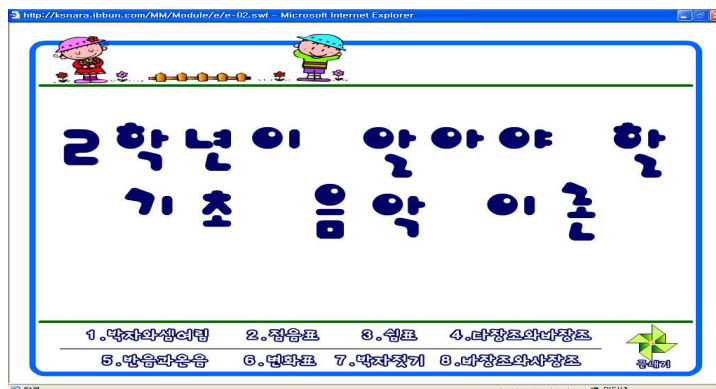 http://ksnara.ibbun.com/MM/Module/e/e-02.swf - Microsoft Internet Explorer
2학년이 알아야 할
기초 음악 이론
1.박자와셈여림 2.점음표 3.쉼표 4.다장조와바장조
5.반음과온음 6.변화표 7.박자짓기 8.바장조와사장조
끝내기